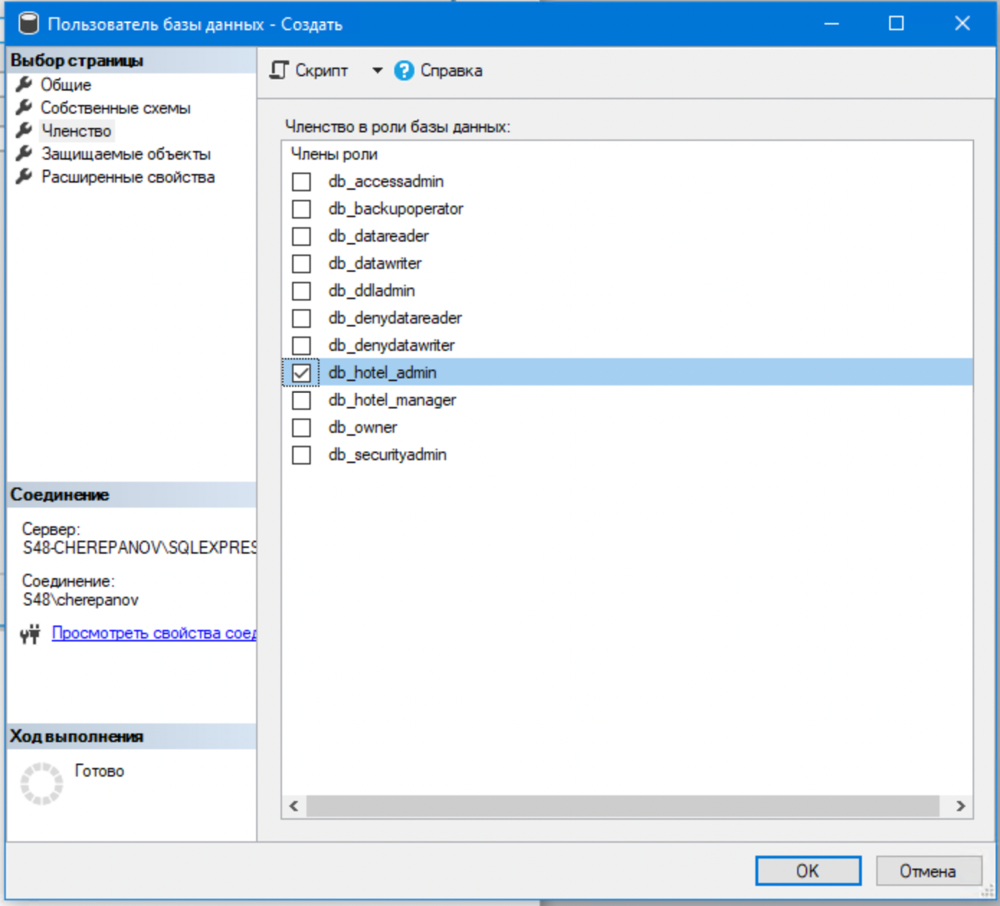 Пользователь базы данных - Создать
Выбор страницы
Общие
Собственные схемы
Членство
Защищаемые объекты
Расширенные свойства
Соединение
Сервер:
S48-CHEREPANOV\SQLEXPRES
Соединение:
S48\cherepanov
Просмотреть свойства соед
Ход выполнения
Готово
Скрипт
Справка
Членство в роли базы данных:
Члены роли
db_accessadmin
db_backupoperator
db_datareader
db_datawriter
db_ddladmin
db_denydatareader
db_denydatawriter
db_hotel_admin
db_hotel_manager
db_owner
db_securityadmin
OK
Отмена